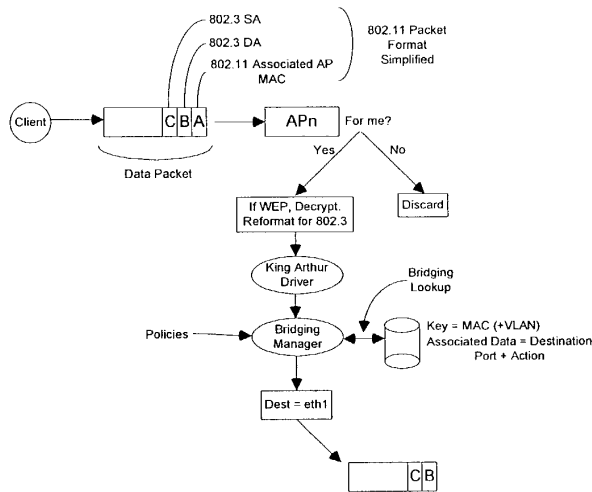 802.3 SA
802.3 DA
802.11 Associated AP
MAC
802.11 Packet
Format
Simplified
Client
C B A
Data Packet
APn
For me?
Yes
No
If WEP, Decrypt.
Reformat for 802.3
Discard
King Arthur
Driver
Bridging
Lookup
Policies
Bridging
Manager
Key = MAC (+VLAN)
Associated Data = Destination
Port + Action
Dest = eth1
C B